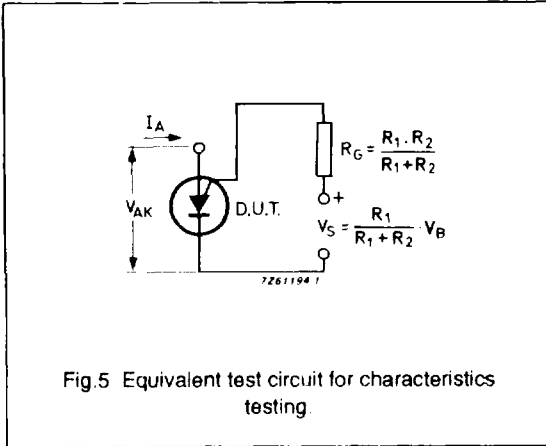 I_A
R_G = R_1 . R_2 / R_1 + R_2
+
V_AK
D.U.T.
V_S = R_1 / R_1 + R_2 · V_B
7Z61194 1
Fig.5 Equivalent test circuit for characteristics
testing.